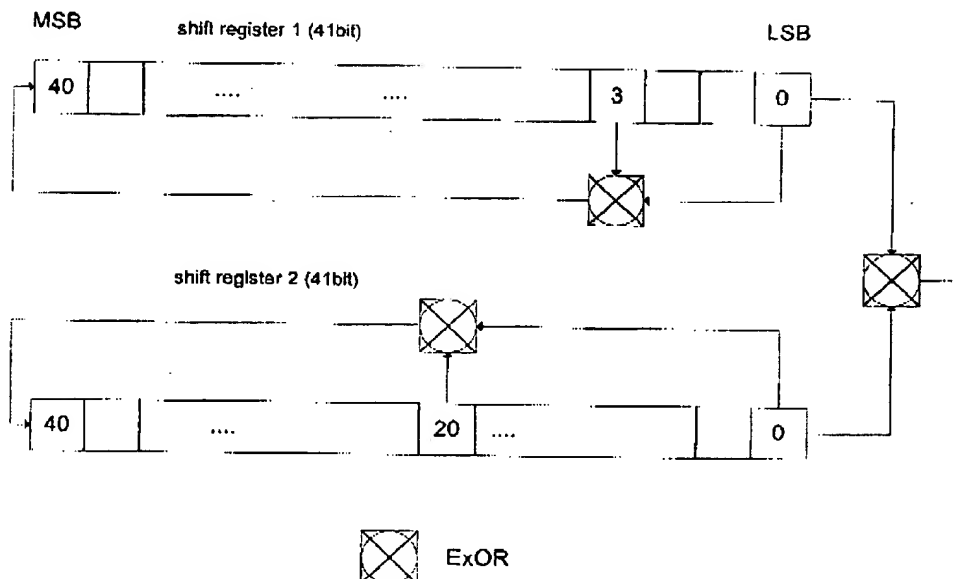 MSB
shift register 1 (41bit)
LSB
40
....
....
3
0
shift register 2 (41bit)
40
....
20
....
0
ExOR